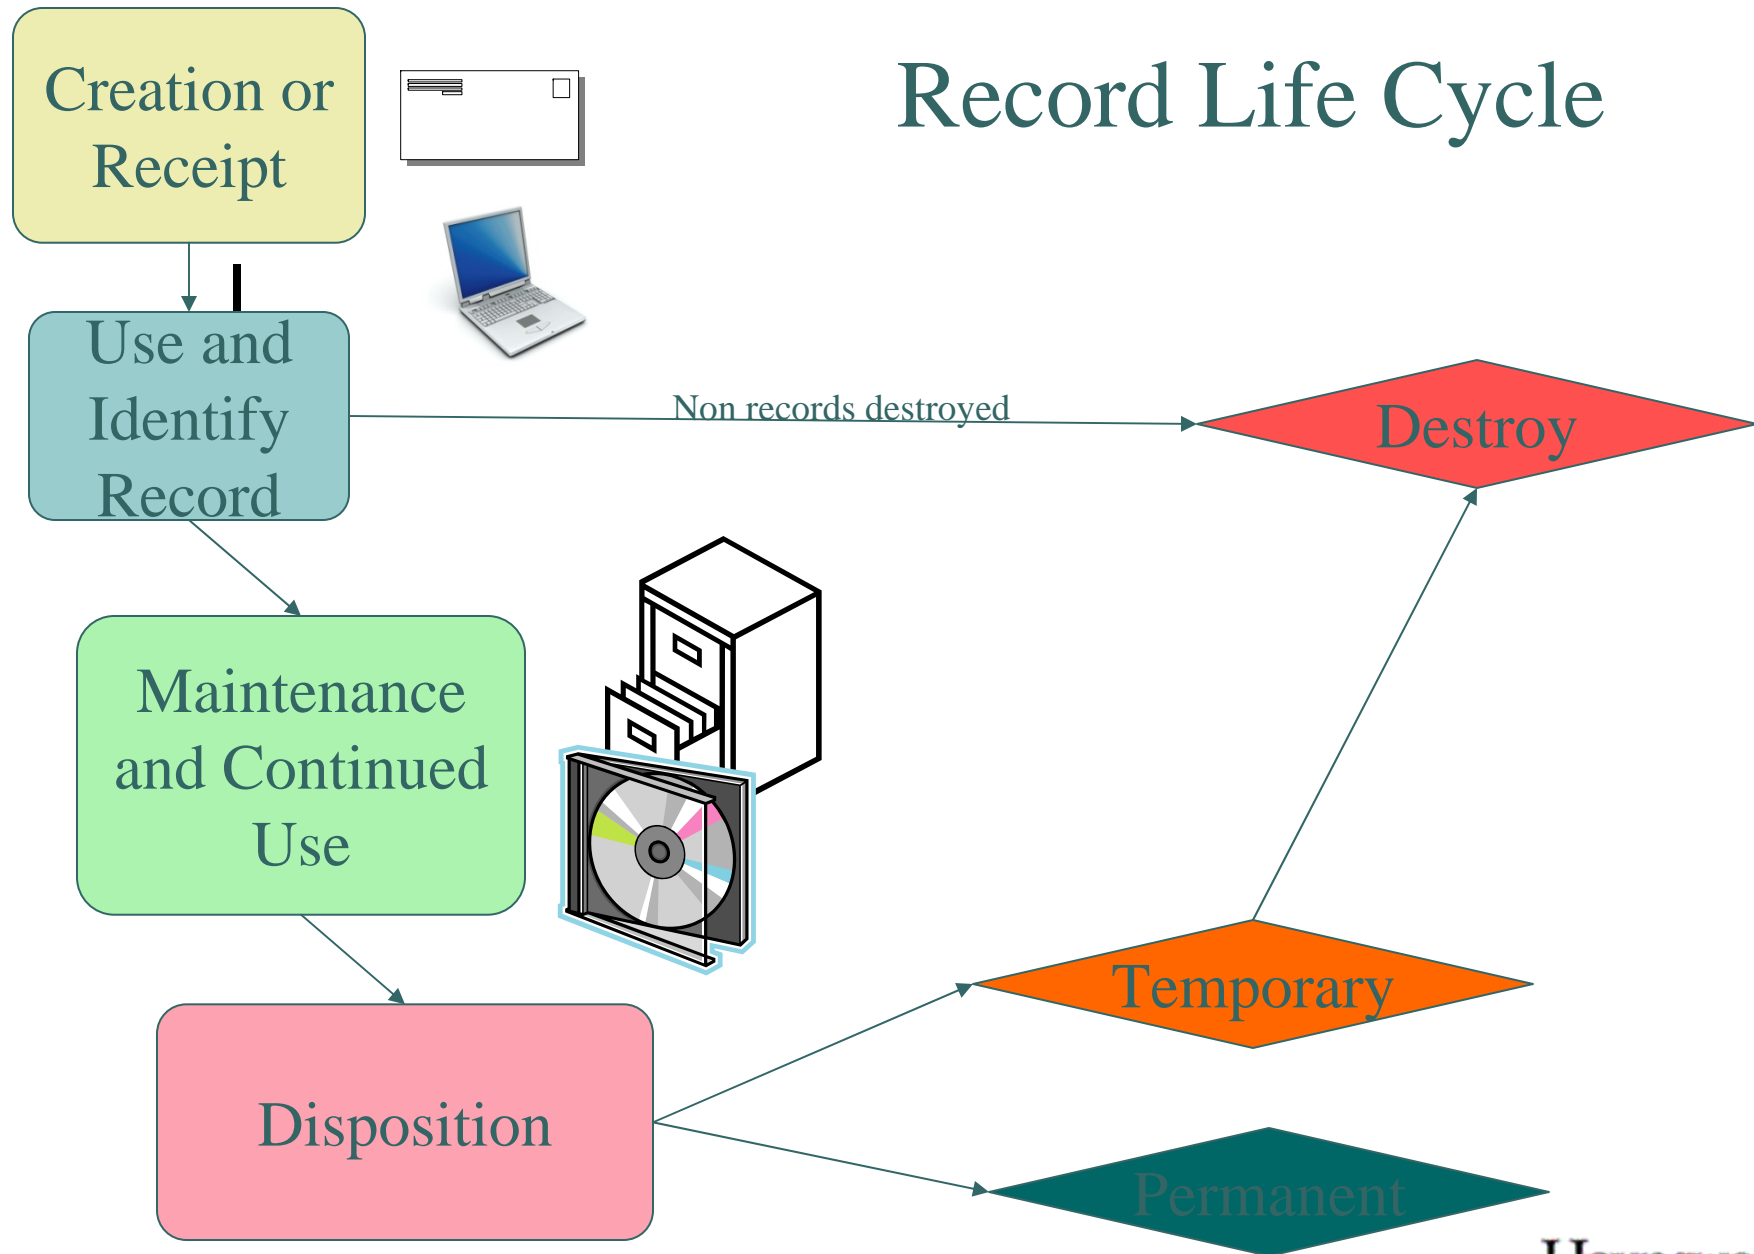 Record Life Cycle
Creation or
Receipt
Use and
Identify
Record
Non records destroyed
Destroy
Maintenance
and Continued
Use
Temporary
Disposition
Permanent